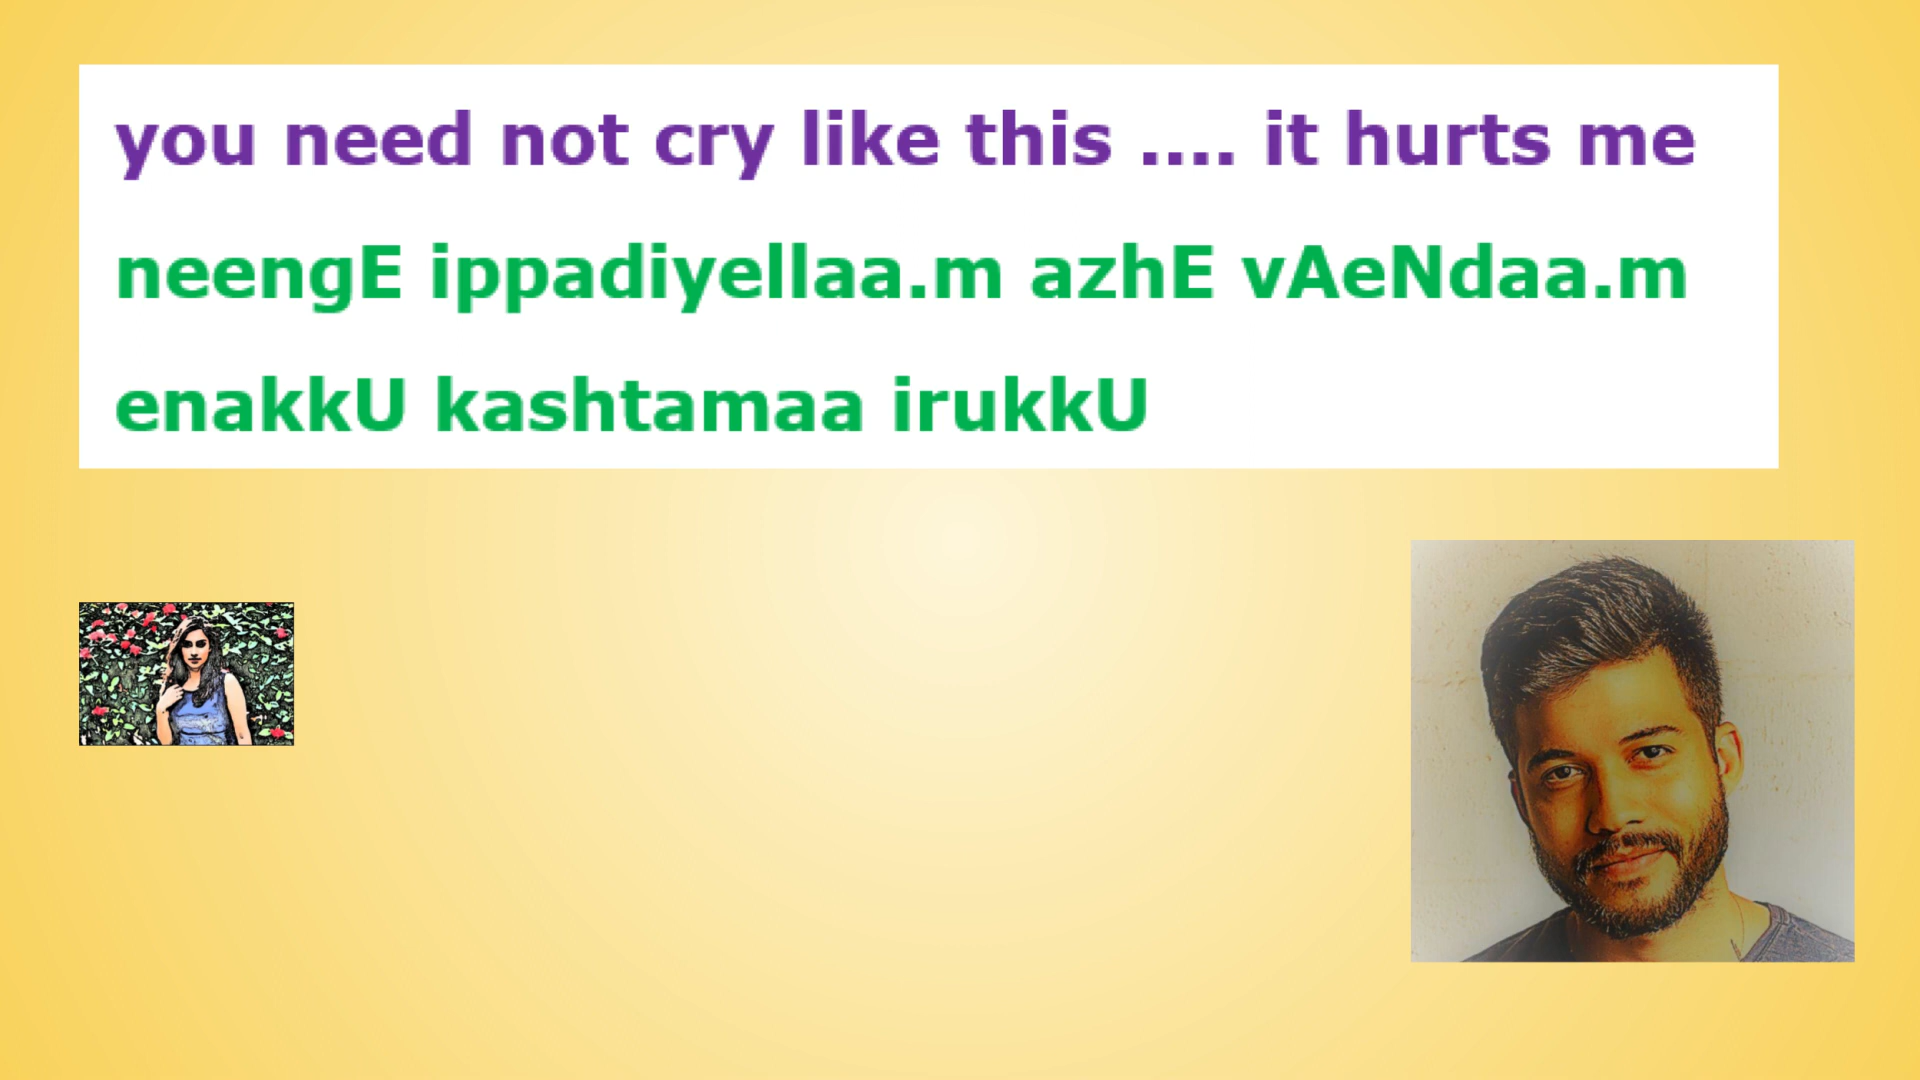 you need not cry like this .... it hurts me
neengE ippadiyellaa.m azhE vAeNdaa.m
enakkU kashtamaa irukkU